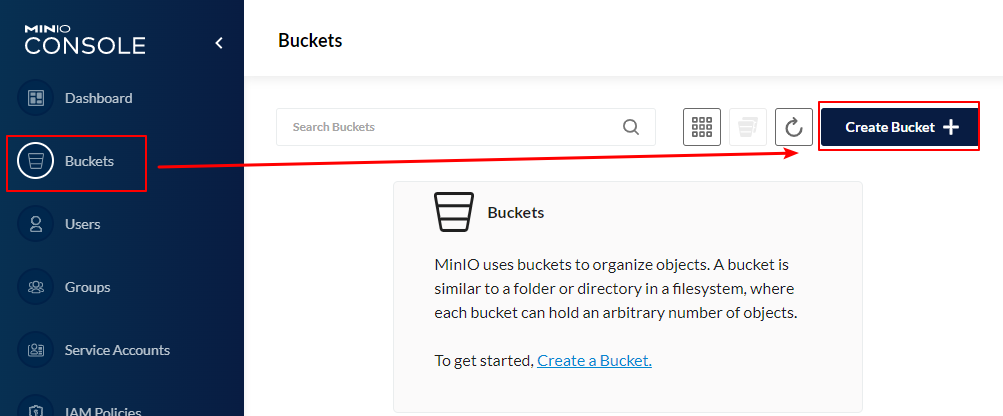 MINIO
CONSOLE
Dashboard
Buckets
Users
Groups
Service Accounts
IAM Policies
Buckets
Search Buckets
Create Bucket
Buckets
MinIO uses buckets to organize objects. A bucket is
similar to a folder or directory in a filesystem, where
each bucket can hold an arbitrary number of objects.
To get started, Create a Bucket.